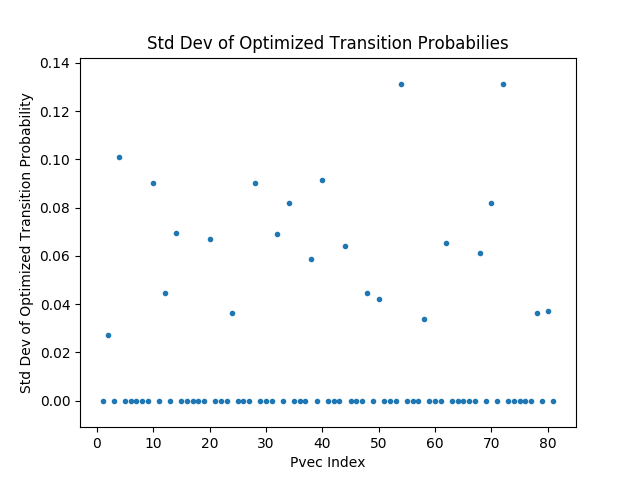 Std Dev of Optimized Transition Probabilies
0.14
0.12
0.10
0.08
0.06
0.04
0.02
0.00
Std Dev of Optimized Transition Probability
0 10 20 30 40 50 60 70 80
Pvec Index